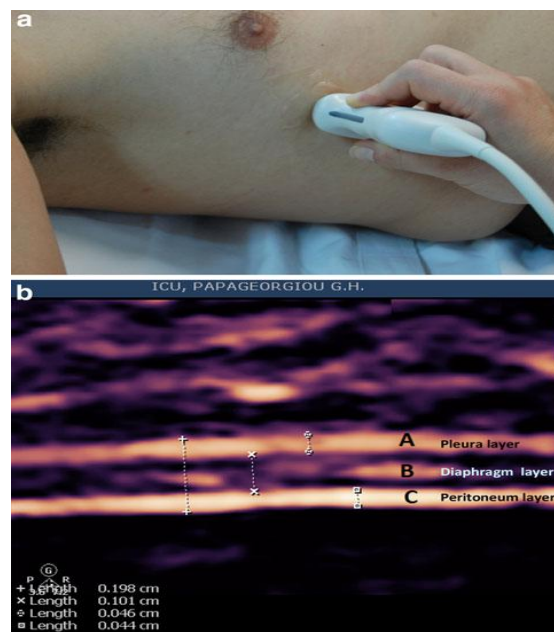 a
b
ICU, PAPAGEORGIOU G.H.
A Pleura layer
B Diaphragm layer
C Peritoneum layer
G
P R
Length 0.198 cm
Length 0.101 cm
Length 0.046 cm
Length 0.044 cm